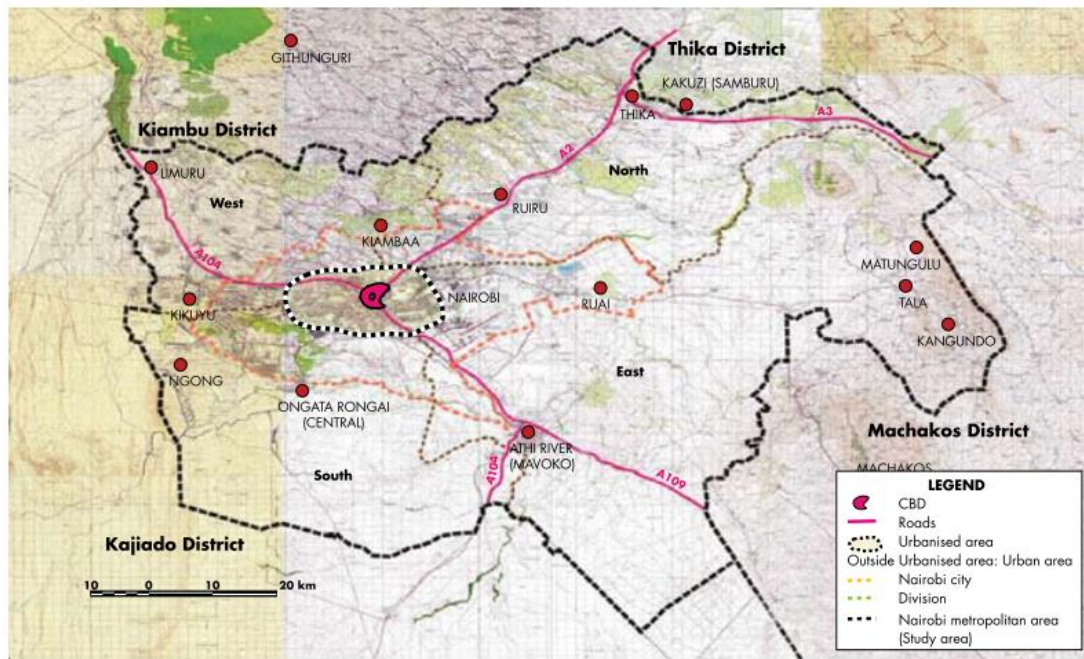 GITHUNGURI
Thika District
KAKUZI (SAMBURU)
THIKA
A3
Kiambu District
A2
North
LIMURU
West
RUIRU
KIAMBAA
A104
MATUNGULU
NAIROBI
RUAI
TALA
KIKUYU
KANGUNDO
NGONG
East
ONGATA RONGAI
(CENTRAL)
ATHI RIVER
(MAVOKO)
Machakos District
South
A104
A109
MACHAKOS
Kajiado District
10 0 10 20 km
LEGEND
CBD
Roads
Urbanised area
Outside Urbanised area: Urban area
Nairobi city
Division
Nairobi metropolitan area
(Study area)